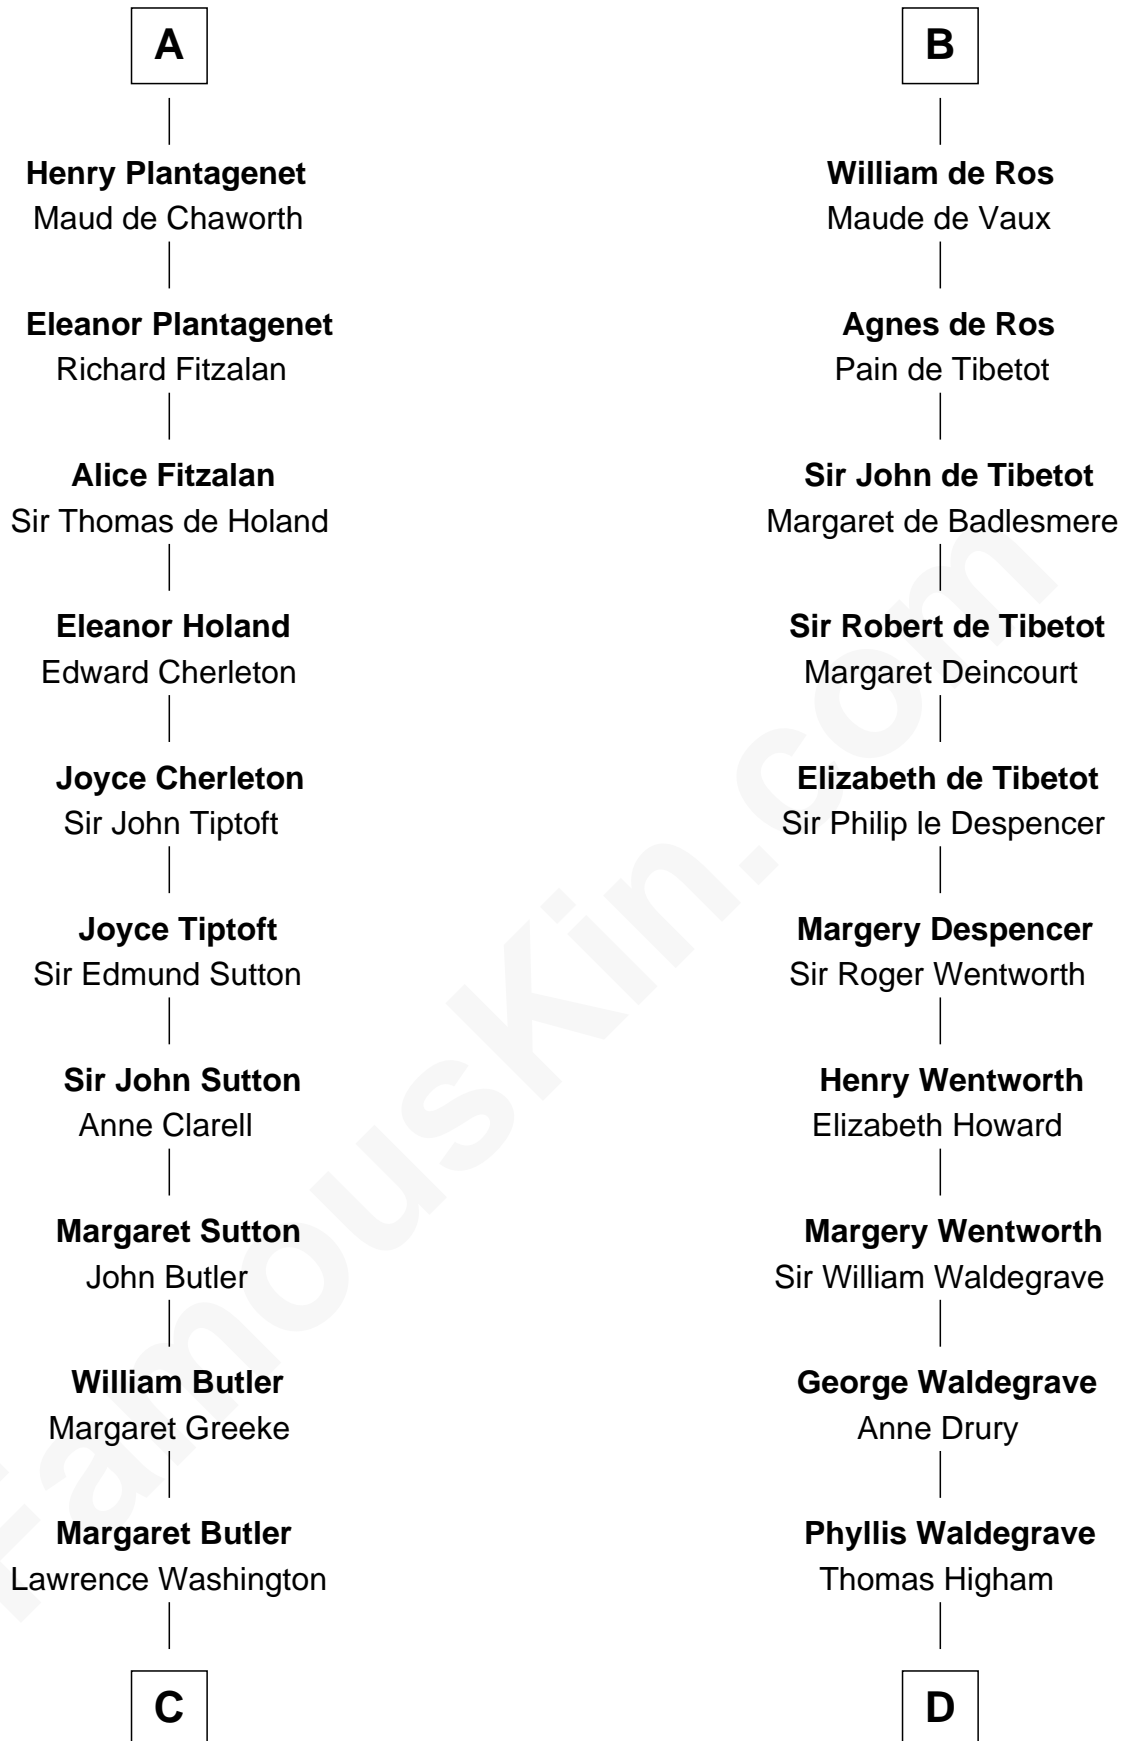 A
Henry Plantagenet
Maud de Chaworth
Eleanor Plantagenet
Richard Fitzalan
Alice Fitzalan
Sir Thomas de Holand
Eleanor Holand
Edward Cherleton
Joyce Cherleton
Sir John Tiptoft
Joyce Tiptoft
Sir Edmund Sutton
Sir John Sutton
Anne Clarell
Margaret Sutton
John Butler
William Butler
Margaret Greeke
Margaret Butler
Lawrence Washington
C
B
William de Ros
Maude de Vaux
Agnes de Ros
Pain de Tibetot
Sir John de Tibetot
Margaret de Badlesmere
Sir Robert de Tibetot
Margaret Deincourt
Elizabeth de Tibetot
Sir Philip le Despencer
Margery Despencer
Sir Roger Wentworth
Henry Wentworth
Elizabeth Howard
Margery Wentworth
Sir William Waldegrave
George Waldegrave
Anne Drury
Phyllis Waldegrave
Thomas Higham
D
FamousKin.com